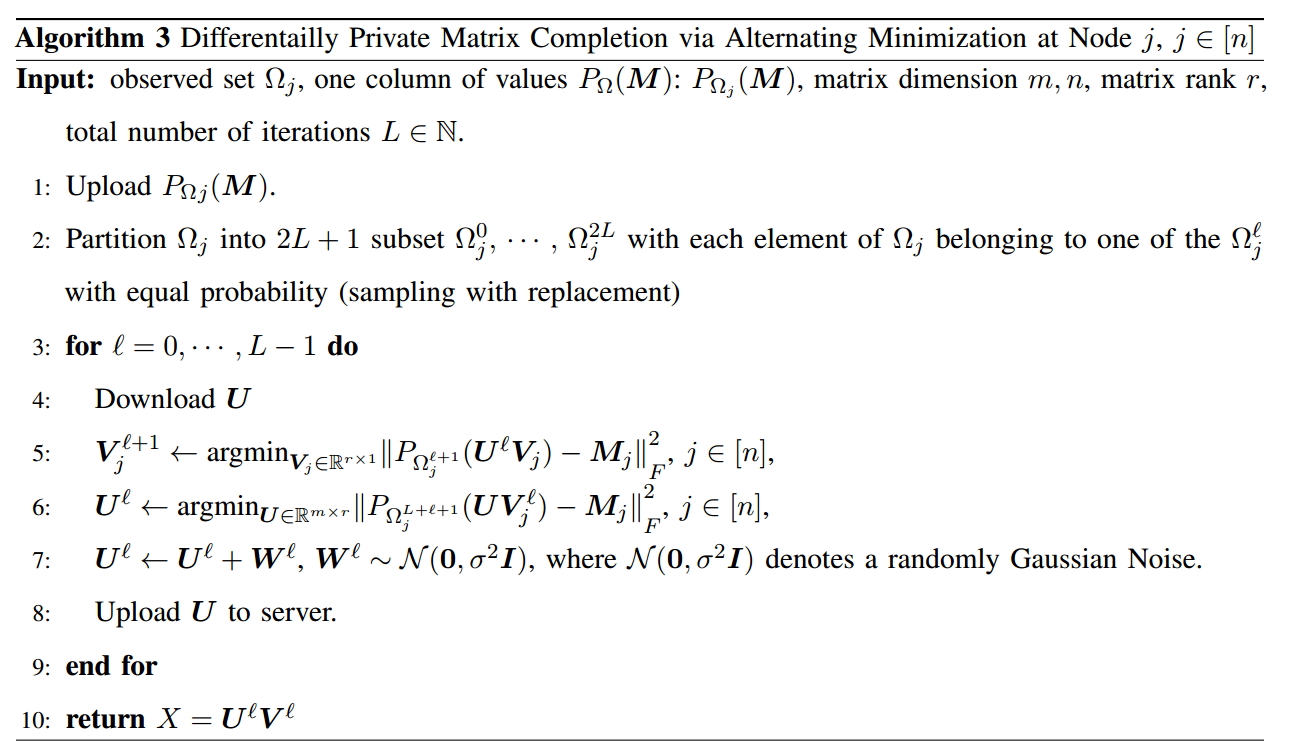 Algorithm 3 Differentailly Private Matrix Completion via Alternating Minimization at Node $j$, $j \in [n]$
Input: observed set $\Omega_j$, one column of values $P_\Omega(\boldsymbol{M})$: $P_{\Omega_j}(\boldsymbol{M})$, matrix dimension $m, n$, matrix rank $r$,
total number of iterations $L \in \mathbb{N}$.
1: Upload $P_{\Omega j}(\boldsymbol{M})$.
2: Partition $\Omega_j$ into $2L+1$ subset $\Omega_j^0, \cdots, \Omega_j^{2L}$ with each element of $\Omega_j$ belonging to one of the $\Omega_j^\ell$
with equal probability (sampling with replacement)
3: for $\ell = 0, \cdots, L-1$ do
4: Download $\boldsymbol{U}$
5: $\boldsymbol{V}_j^{\ell+1} \leftarrow \text{argmin}_{\boldsymbol{V}_j \in \mathbb{R}^{r \times 1}} \| P_{\Omega_j^{\ell+1}}(\boldsymbol{U}^\ell \boldsymbol{V}_j) - \boldsymbol{M}_j \|_F^2$, $j \in [n]$,
6: $\boldsymbol{U}^\ell \leftarrow \text{argmin}_{\boldsymbol{U} \in \mathbb{R}^{m \times r}} \| P_{\Omega_j^{L+\ell+1}}(\boldsymbol{U} \boldsymbol{V}_j^\ell) - \boldsymbol{M}_j \|_F^2$, $j \in [n]$,
7: $\boldsymbol{U}^\ell \leftarrow \boldsymbol{U}^\ell + \boldsymbol{W}^\ell$, $\boldsymbol{W}^\ell \sim \mathcal{N}(\boldsymbol{0}, \sigma^2 \boldsymbol{I})$, where $\mathcal{N}(\boldsymbol{0}, \sigma^2 \boldsymbol{I})$ denotes a randomly Gaussian Noise.
8: Upload $\boldsymbol{U}$ to server.
9: end for
10: return $X = \boldsymbol{U}^\ell \boldsymbol{V}^\ell$